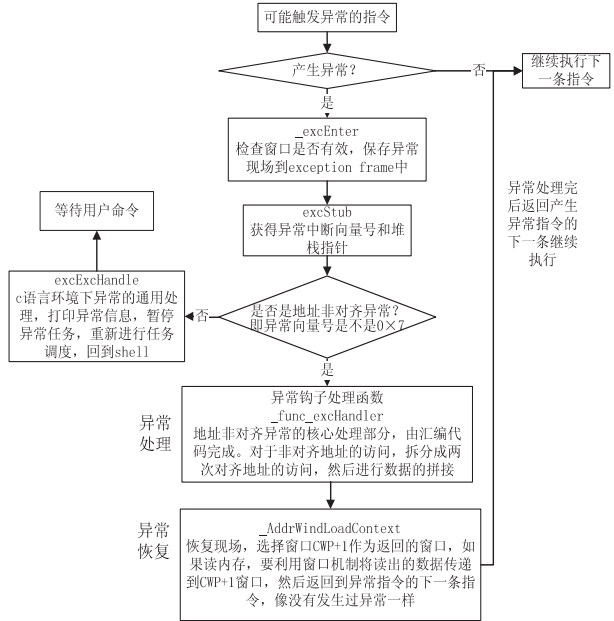 可能触发异常的指令
产生异常?
否
继续执行下
一条指令
是
_excEnter
检查窗口是否有效，保存异常
现场到exception frame中
excStub
获得异常中断向量号和堆
栈指针
异常处理完
后返回产生
异常指令的
下一条继续
执行
等待用户命令
excExcHandle
c语言环境下异常的通用处
理，打印异常信息，暂停
异常任务，重新进行任务
调度，回到shell
否
是否是地址非对齐异常?
即异常向量号是不是0×7
是
异常
处理
异常钩子处理函数
_func_excHandler
地址非对齐异常的核心处理部分，由汇编代
码完成。对于非对齐地址的访问，拆分成两
次对齐地址的访问，然后进行数据的拼接
异常
恢复
_AddrWindLoadContext
恢复现场，选择窗口CWP+1作为返回的窗口，如
果读内存，要利用窗口机制将读出的数据传递
到CWP+1窗口，然后返回到异常指令的下一条指
令，像没有发生过异常一样